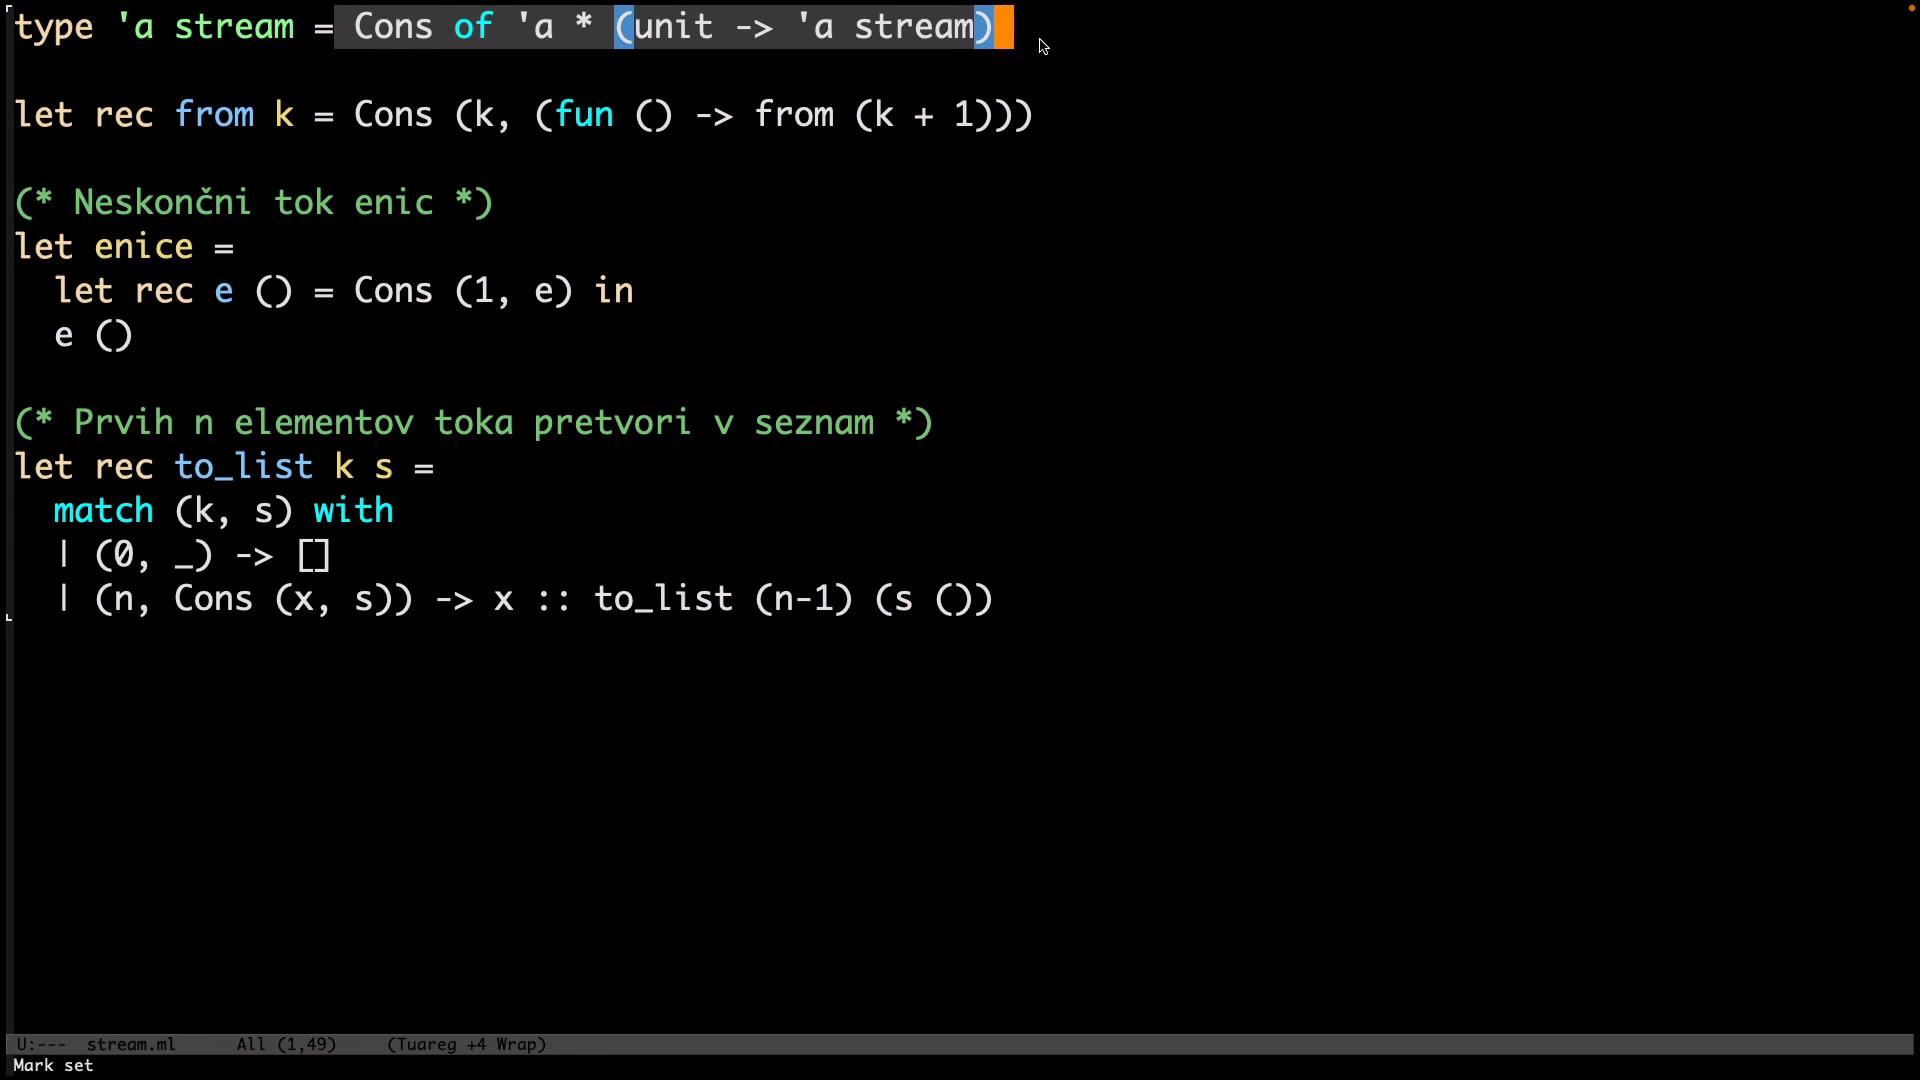 type 'a stream = Cons of 'a * (unit -> 'a stream)
let rec from k = Cons (k, (fun () -> from (k + 1)))
(* Neskončni tok enic *)
let enice =
let rec e () = Cons (1, e) in
e ()
(* Prvih n elementov toka pretvori v seznam *)
let rec to_list k s =
match (k, s) with
| (0, _) -> []
| (n, Cons (x, s)) -> x :: to_list (n-1) (s ())
U:--- stream.ml All (1,49) (Tuareg +4 Wrap)
Mark set